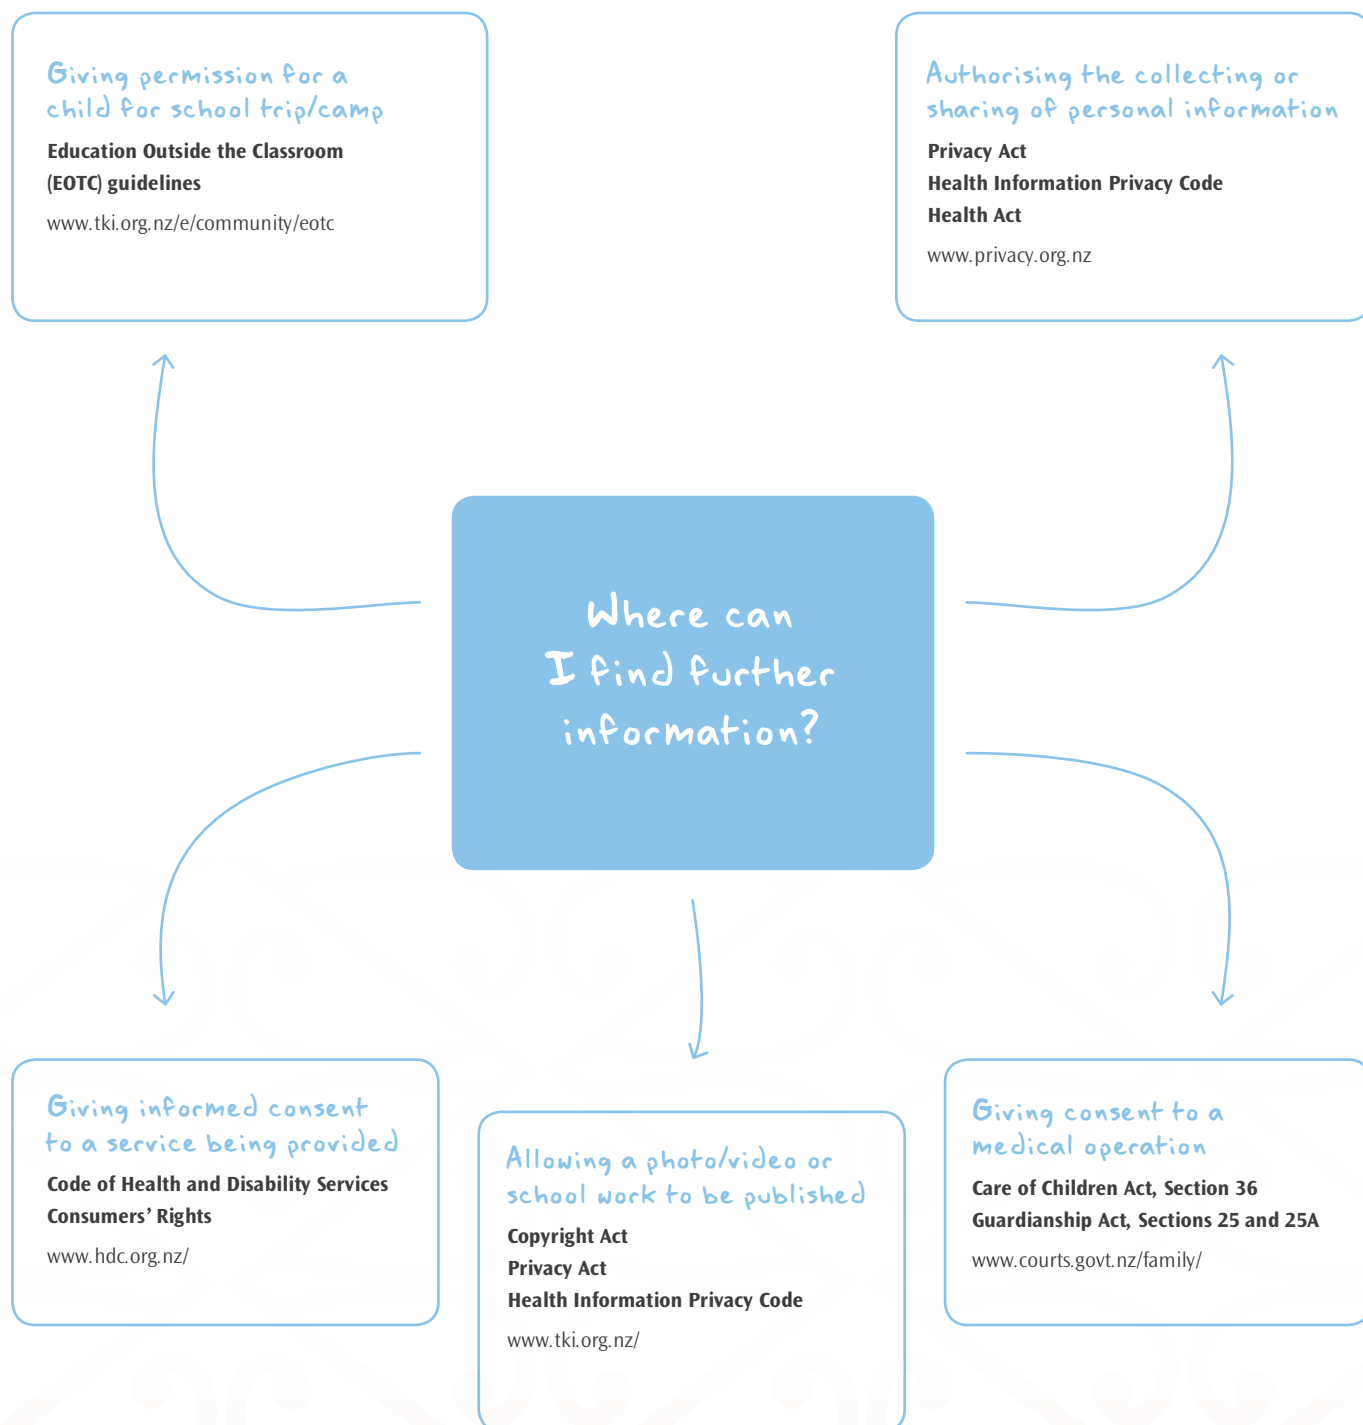 Giving permission for a
child for school trip/camp
Education Outside the Classroom
(EOTC) guidelines
www.tki.org.nz/e/community/eotc
Authorising the collecting or
sharing of personal information
Privacy Act
Health Information Privacy Code
Health Act
www.privacy.org.nz
Where can
I find further
information?
Giving informed consent
to a service being provided
Code of Health and Disability Services
Consumers’ Rights
www.hdc.org.nz/
Allowing a photo/video or
school work to be published
Copyright Act
Privacy Act
Health Information Privacy Code
www.tki.org.nz/
Giving consent to a
medical operation
Care of Children Act, Section 36
Guardianship Act, Sections 25 and 25A
www.courts.govt.nz/family/